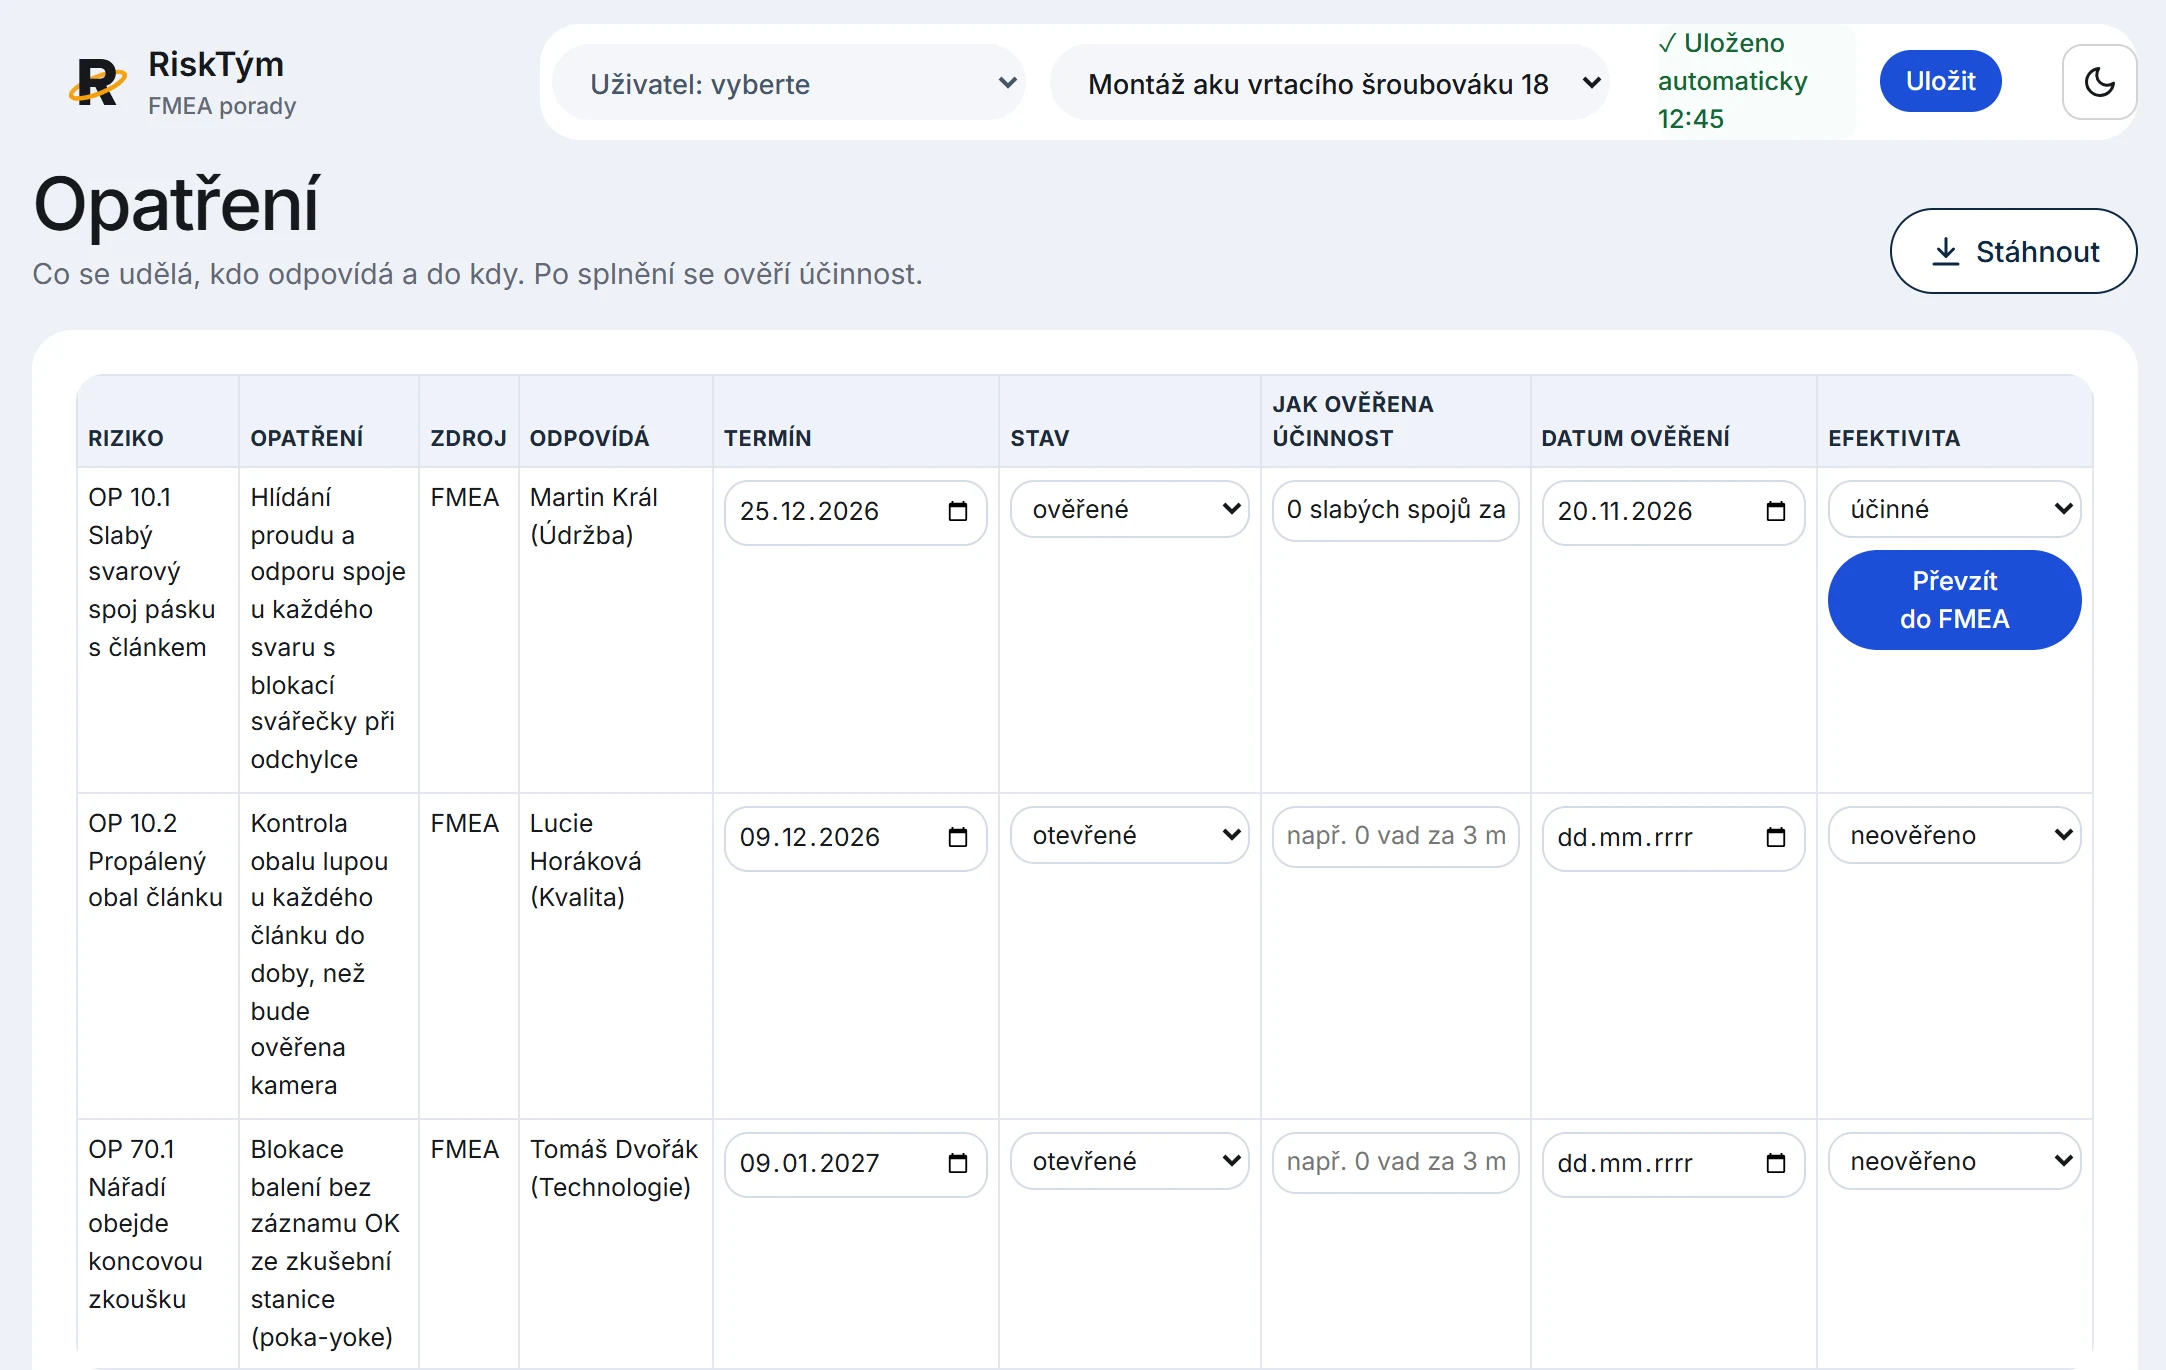 RiskTým
FMEA porady
Uživatel: vyberte
Montáž aku vrtacího šroubováku 18
✓ Uloženo
automaticky
12:45
Uložit
Opatření
Co se udělá, kdo odpovídá a do kdy. Po splnění se ověří účinnost.
Stáhnout
RIZIKO
OPATŘENÍ
ZDROJ
ODPOVÍDÁ
TERMÍN
STAV
JAK OVĚŘENA
ÚČINNOST
DATUM OVĚŘENÍ
EFEKTIVITA
OP 10.1
Slabý
svarový
spoj pásku
s článkem
Hlídání
proudu a
odporu spoje
u každého
svaru s
blokací
svářečky při
odchylce
FMEA
Martin Král
(Údržba)
25.12.2026
ověřené
0 slabých spojů za
20.11.2026
účinné
Převzít
do FMEA
OP 10.2
Propálený
obal článku
Kontrola
obalu lupou
u každého
článku do
doby, než
bude
ověřena
kamera
FMEA
Lucie
Horáková
(Kvalita)
09.12.2026
otevřené
např. 0 vad za 3 m
dd.mm.rrrr
neověřeno
OP 70.1
Nářadí
obejde
koncovou
zkoušku
Blokace
balení bez
záznamu OK
ze zkušební
stanice
(poka-yoke)
FMEA
Tomáš Dvořák
(Technologie)
09.01.2027
otevřené
např. 0 vad za 3 m
dd.mm.rrrr
neověřeno